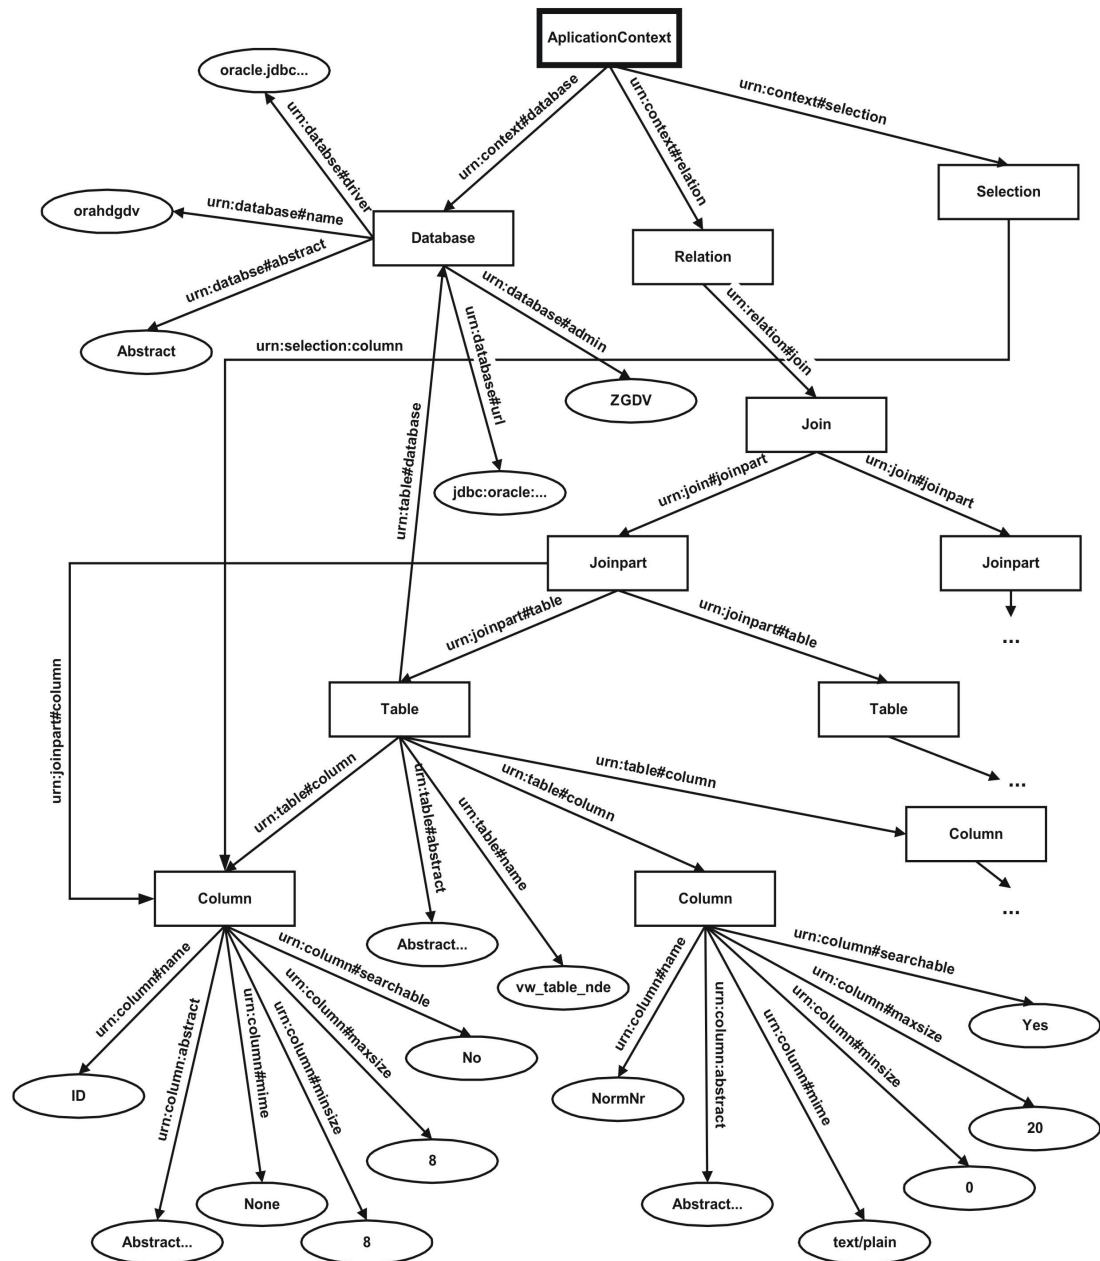 AplicationContext
oracle.jdbc...
urn:context#database
urn:context#relation
urn:context#selection
urn:databse#driver
Selection
orahdgdv
urn:database#name
Database
Relation
urn:databse#abstract
urn:database#admin
urn:relation#join
Abstract
urn:selection:column
urn:database#url
ZGDV
Join
urn:table#database
jdbc:oracle:...
urn:join#joinpart
urn:join#joinpart
Joinpart
Joinpart
urn:joinpart#table
urn:joinpart#table
...
urn:joinpart#column
Table
Table
urn:table#column
urn:table#abstract
urn:table#name
urn:table#column
urn:table#column
...
Column
Column
Column
...
Abstract...
vw_table_nde
urn:column#name
urn:column:abstract
urn:column#mime
urn:column#minsize
urn:column#maxsize
urn:column#searchable
urn:column#name
urn:column:abstract
urn:column#mime
urn:column#minsize
urn:column#maxsize
urn:column#searchable
Yes
No
ID
NormNr
20
8
0
None
Abstract...
Abstract...
8
text/plain